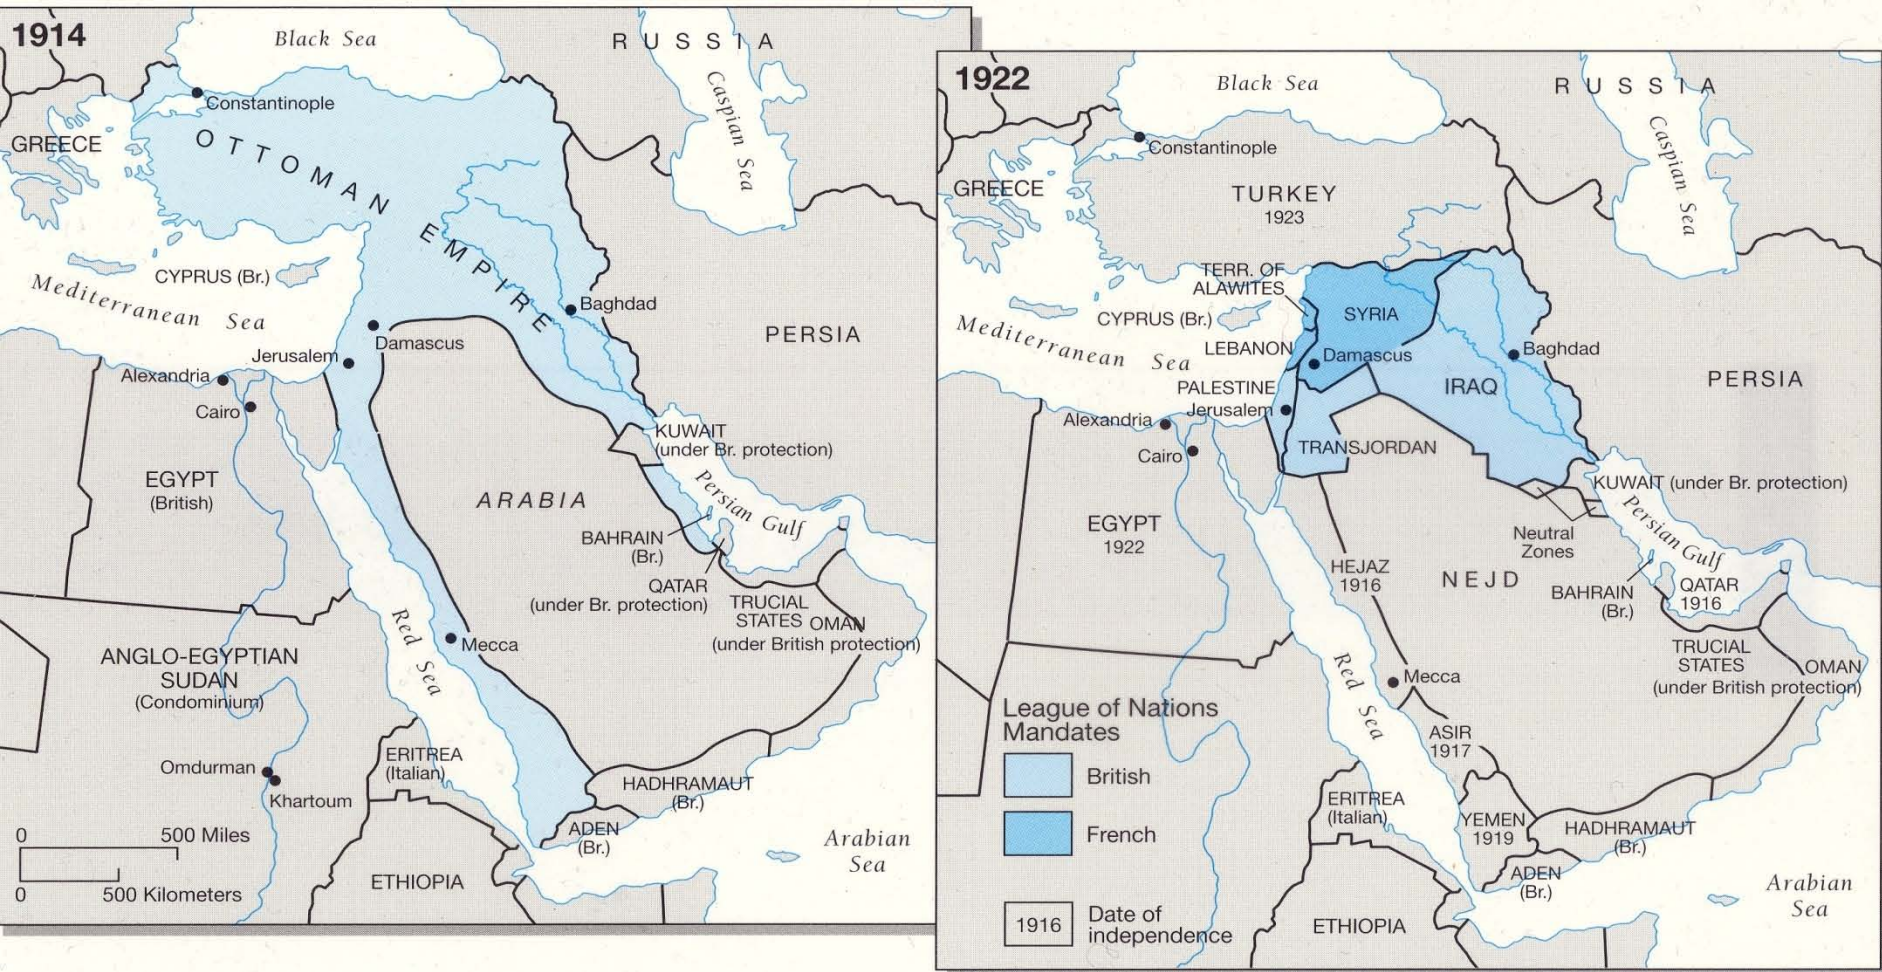 1914
Black Sea
RUSSIA
Caspian Sea
Constantinople
GREECE
OTTOMAN EMPIRE
CYPRUS (Br.)
Mediterranean Sea
Baghdad
PERSIA
Damascus
Jerusalem
Alexandria
Cairo
KUWAIT
(under Br. protection)
EGYPT
(British)
ARABIA
Persian Gulf
BAHRAIN
(Br.)
QATAR
(under Br. protection)
TRUCIAL
STATES
OMAN
(under British protection)
Red Sea
Mecca
ANGLO-EGYPTIAN
SUDAN
(Condominium)
ERITREA
(Italian)
Omdurman
Khartoum
HADHRAMAUT
(Br.)
ADEN
(Br.)
Arabian
Sea
ETHIOPIA
0 500 Miles
0 500 Kilometers
1922
Black Sea
RUSSIA
Caspian Sea
Constantinople
GREECE
TURKEY
1923
TERR. OF
ALAWITES
CYPRUS (Br.)
SYRIA
Mediterranean Sea
LEBANON
Damascus
Baghdad
PERSIA
PALESTINE
IRAQ
Jerusalem
Alexandria
Cairo
TRANSJORDAN
KUWAIT (under Br. protection)
Neutral
Zones
Persian Gulf
EGYPT
1922
HEJAZ
1916
NEJD
BAHRAIN
(Br.)
QATAR
1916
TRUCIAL
STATES
OMAN
(under British protection)
Red Sea
Mecca
ASIR
1917
League of Nations
Mandates
British
French
1916
Date of
independence
ERITREA
(Italian)
YEMEN
1919
HADHRAMAUT
(Br.)
ADEN
(Br.)
Arabian
Sea
ETHIOPIA